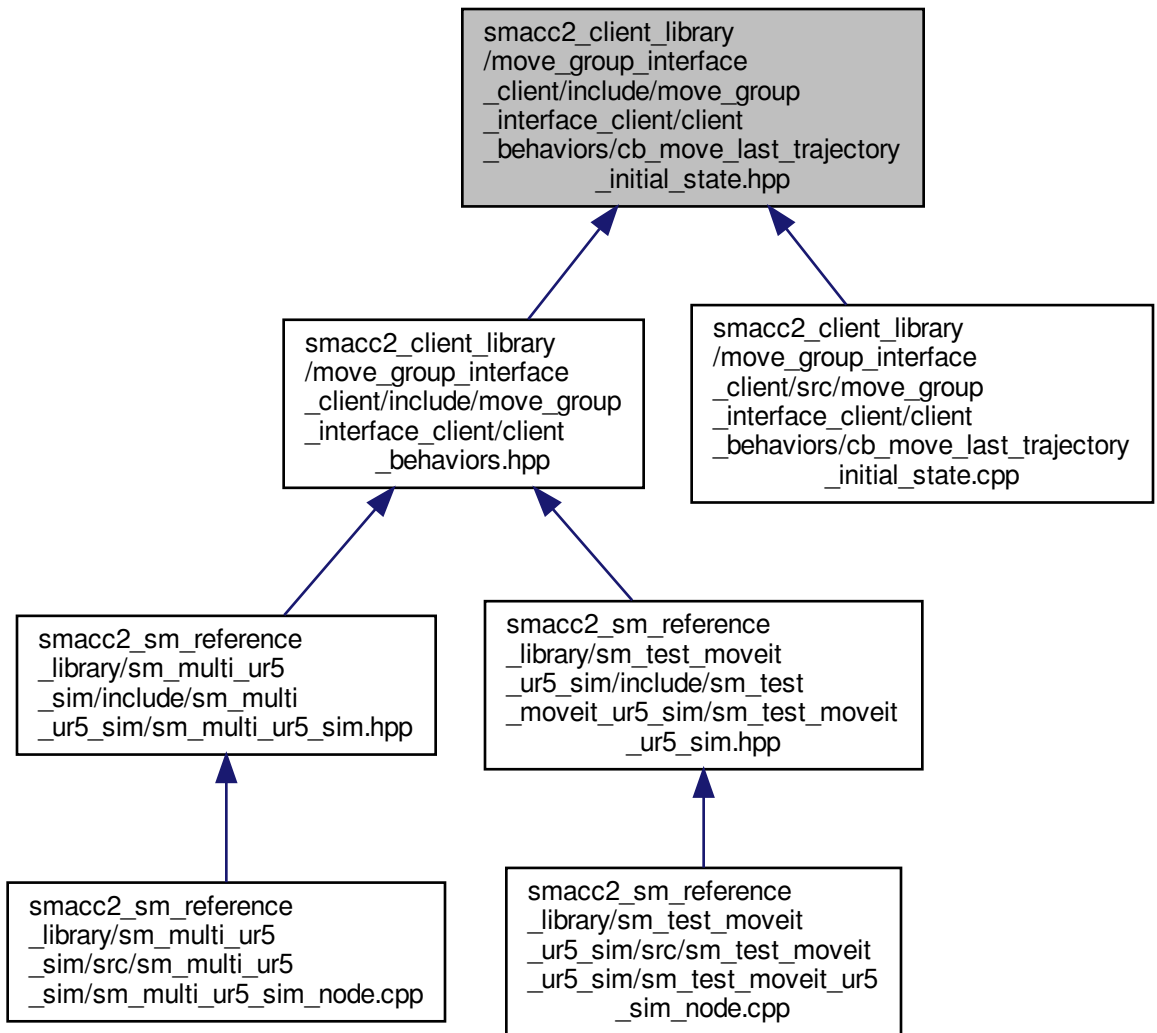 smacc2_client_library
/move_group_interface
_client/include/move_group
_interface_client/client
_behaviors/cb_move_last_trajectory
_initial_state.hpp
smacc2_client_library
/move_group_interface
_client/include/move_group
_interface_client/client
_behaviors.hpp
smacc2_client_library
/move_group_interface
_client/src/move_group
_interface_client/client
_behaviors/cb_move_last_trajectory
_initial_state.cpp
smacc2_sm_reference
_library/sm_multi_ur5
_sim/include/sm_multi
_ur5_sim/sm_multi_ur5_sim.hpp
smacc2_sm_reference
_library/sm_test_moveit
_ur5_sim/include/sm_test
_moveit_ur5_sim/sm_test_moveit
_ur5_sim.hpp
smacc2_sm_reference
_library/sm_multi_ur5
_sim/src/sm_multi_ur5
_sim/sm_multi_ur5_sim_node.cpp
smacc2_sm_reference
_library/sm_test_moveit
_ur5_sim/src/sm_test_moveit
_ur5_sim/sm_test_moveit_ur5
_sim_node.cpp